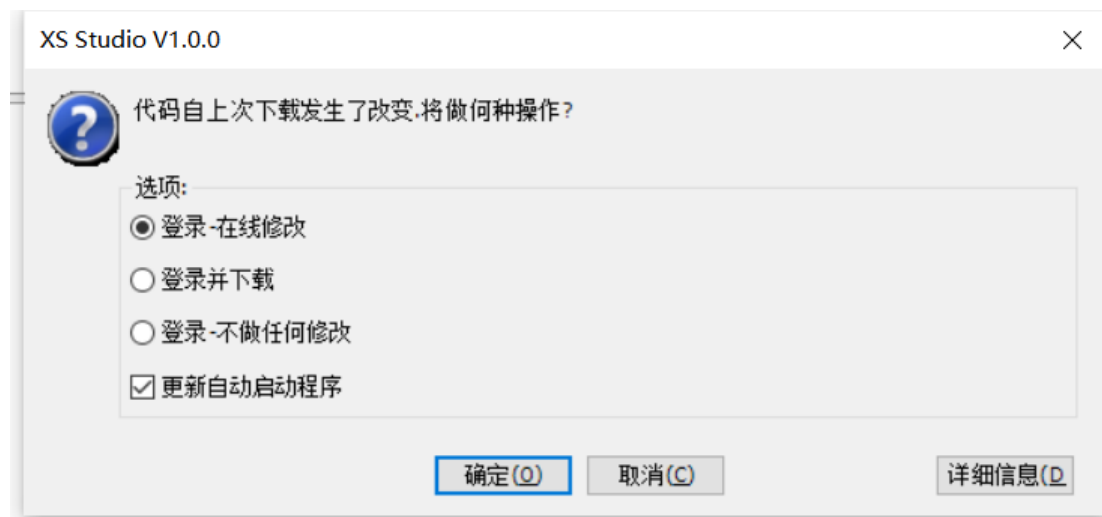 XS Studio V1.0.0
代码自上次下载发生了改变.将做何种操作?
选项:
登录-在线修改
登录并下载
登录-不做任何修改
更新自动启动程序
确定(O) 取消(C) 详细信息(D